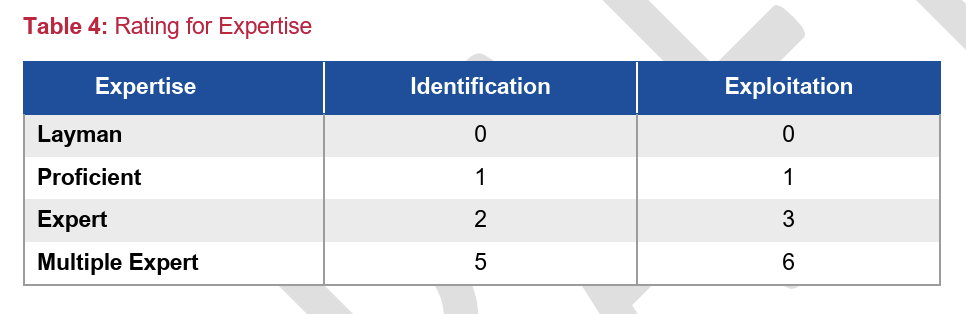 Table 4: Rating for Expertise
Expertise Identification Exploitation
Layman 0 0
Proficient 1 1
Expert 2 3
Multiple Expert 5 6